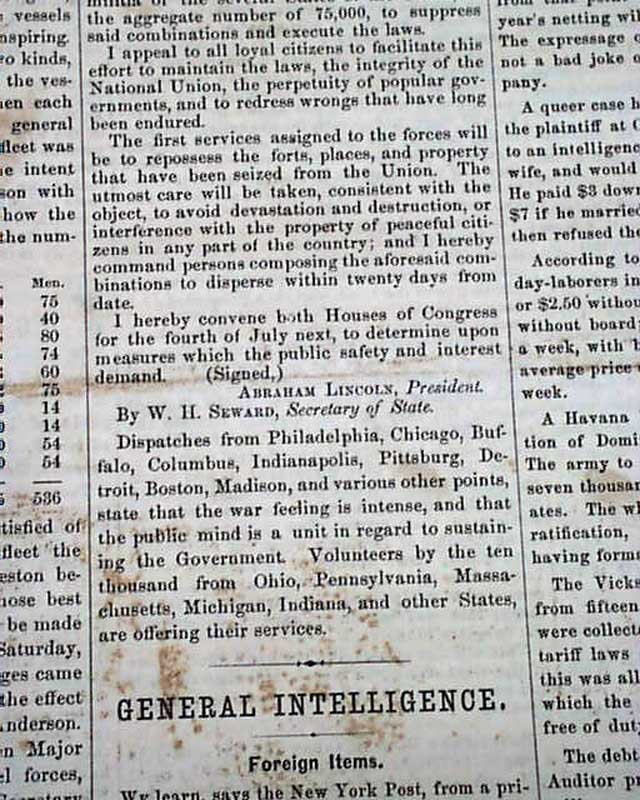 vessels
nspiring.
kinds,
the ves-
each
general
fleet was
intent
with
how the
the num-
Men.
75
40
80
74
60
75
14
14
54
54
536
tisfied of
fleet the
be-
best
be made
Saturday,
came
the effect
nderson.
Major
forces,
the aggregate number of 75,000, to suppress
said combinations and execute the laws.
I appeal to all loyal citizens to facilitate this
effort to maintain the laws, the integrity of the
National Union, the perpetuity of popular gov-
ernments, and to redress wrongs that have long
been endured.
The first services assigned to the forces will
be to repossess the forts, places, and property
that have been seized from the Union. The
utmost care will be taken, consistent with the
object, to avoid devastation and destruction, or
interference with the property of peaceful citi-
zens in any part of the country; and I hereby
command persons composing the aforesaid com-
binations to disperse within twenty days from
date.
I hereby convene both Houses of Congress
for the fourth of July next, to determine upon
measures which the public safety and interest
demand. (Signed,)
ABRAHAM LINCOLN, President.
By W. H. SEWARD, Secretary of State.
Dispatches from Philadelphia, Chicago, Buf-
falo, Columbus, Indianapolis, Pittsburg, De-
troit, Boston, Madison, and various other points,
state that the war feeling is intense, and that
the public mind is a unit in regard to sustain-
ing the Government. Volunteers by the ten
thousand from Ohio, Pennsylvania, Massa-
chusetts, Michigan, Indiana, and other States,
are offering their services.
GENERAL INTELLIGENCE.
Foreign Items.
We learn, says the New York Post, from a pri-
year's netting
The expressage
not a bad joke
pany.
A queer case
the plaintiff at
to an intelligenc
wife, and would
He paid $3 down
$7 if he married
then refused the
According to
day-laborers in
or $2.50 withou
without board;
a week, with
average price
week.
A Havana
tion of Domi
The army to
seven thousan
ates. The
ratification,
having form
The Vicks
from fifteen
were collect
tariff laws
this was all
which the
free of dut
The debt
Auditor